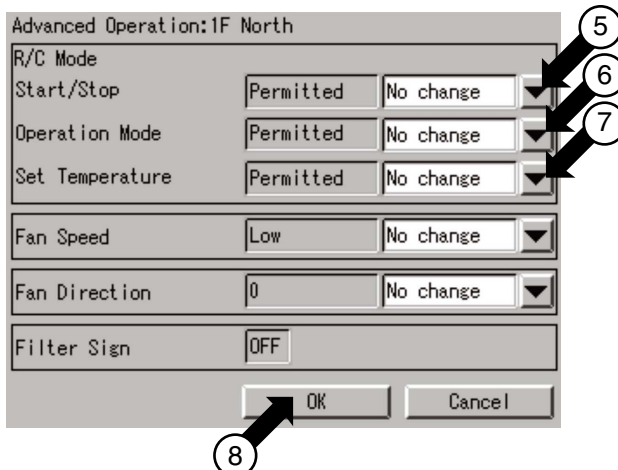 Advanced Operation:1F North
5
R/C Mode
Start/Stop Permitted No change
6
Operation Mode Permitted No change
7
Set Temperature Permitted No change
Fan Speed Low No change
Fan Direction 0 No change
Filter Sign OFF
OK Cancel
8